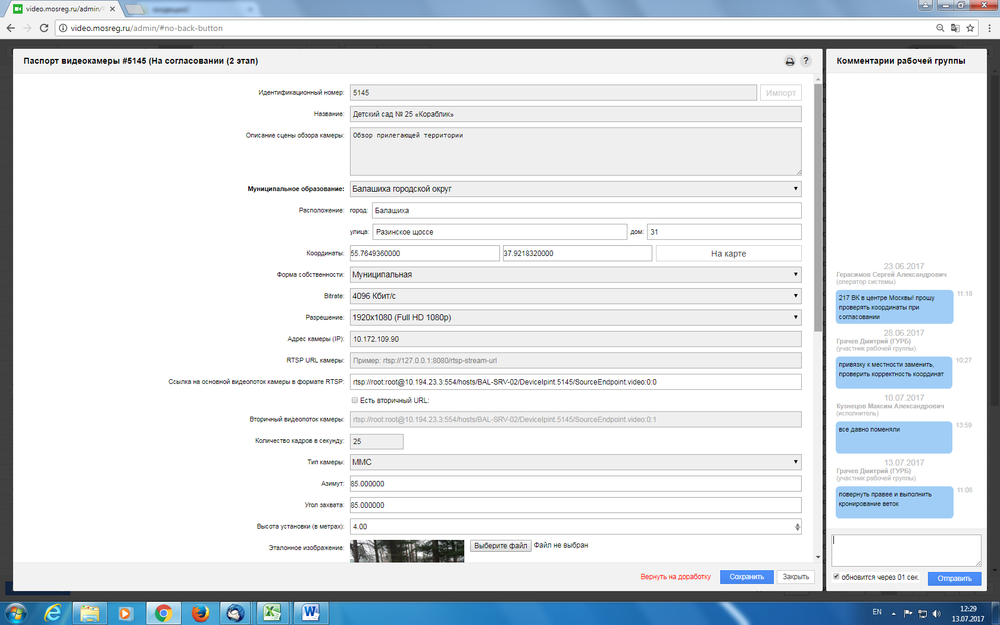 video.mosreg.ru/admin/#
video.mosreg.ru/admin/#no-back-button
Паспорт видеокамеры #5145 (На согласовании (2 этап)
?
Идентификационный номер: 5145 Импорт
Название: Детский сад № 25 «Кораблик»
Описание сцены обзора камеры: Обзор прилегающей территории
Муниципальное образование: Балашиха городской округ
Расположение: город: Балашиха
улица: Разинское щоссе дом: 31
Координаты: 55.7649360000 37.9218320000 На карте
Форма собственности: Муниципальная
Bitrate: 4096 Кбит/с
Разрешение: 1920x1080 (Full HD 1080p)
Адрес камеры (IP): 10.172.109.90
RTSP URL камеры: Пример: rtsp://127.0.0.1:8080/rtsp-stream-url
Ссылка на основной видеопоток камеры в формате RTSP: rtsp://root:root@10.194.23.3:554/hosts/BAL-SRV-02/DeviceIpint.5145/SourceEndpoint.video:0:0
Есть вторичный URL:
Вторичный видеопоток камеры: rtsp://root:root@10.194.23.3:554/hosts/BAL-SRV-02/DeviceIpint.5145/SourceEndpoint.video:0:1
Количество кадров в секунду: 25
Тип камеры: ММС
Азимут: 85.000000
Угол захвата: 85.000000
Высота установки (в метрах): 4.00
Эталонное изображение: Выберите файл Файл не выбран
Вернуть на доработку Сохранить Закрыть
Комментарии рабочей группы
23.06.2017
Герасимов Сергей Александрович
(оператор системы)
217 ВК в центре Москвы! прошу 11:18
проверять координаты при
согласовании
28.06.2017
Грачев Дмитрий (ГУРБ)
(участник рабочей группы)
привязку к местности заменить, 10:27
проверить корректность координат
10.07.2017
Кузнецов Максим Александрович
(исполнитель)
все давно поменяли 13:59
13.07.2017
Грачев Дмитрий (ГУРБ)
(участник рабочей группы)
повернуть правее и выполнить 11:08
кронирование веток
обновится через 01 сек. Отправить
EN
12:29
13.07.2017